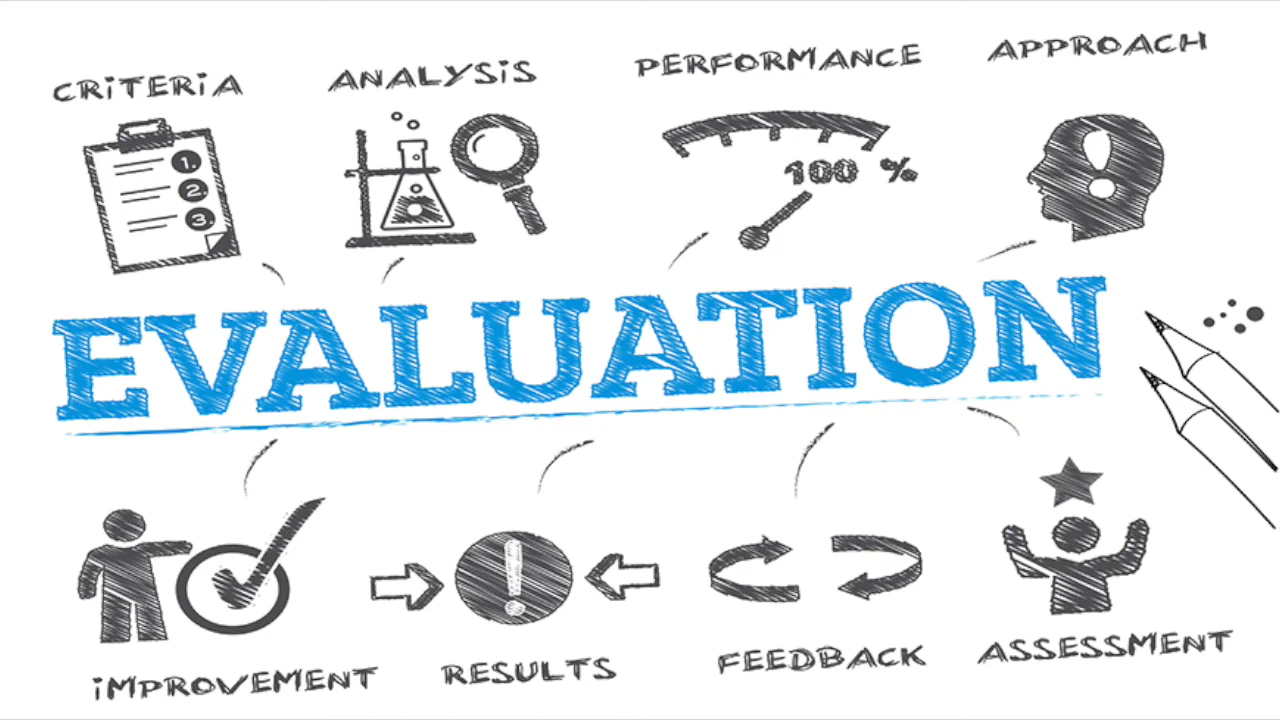 CRiTERiA
ANALYSiS
PERFORMANCE
APPROACH
1.
2.
3.
100 %
EVALUATION
iMPROVEMENT
RESULTS
FEEDBACK
ASSESSMENT